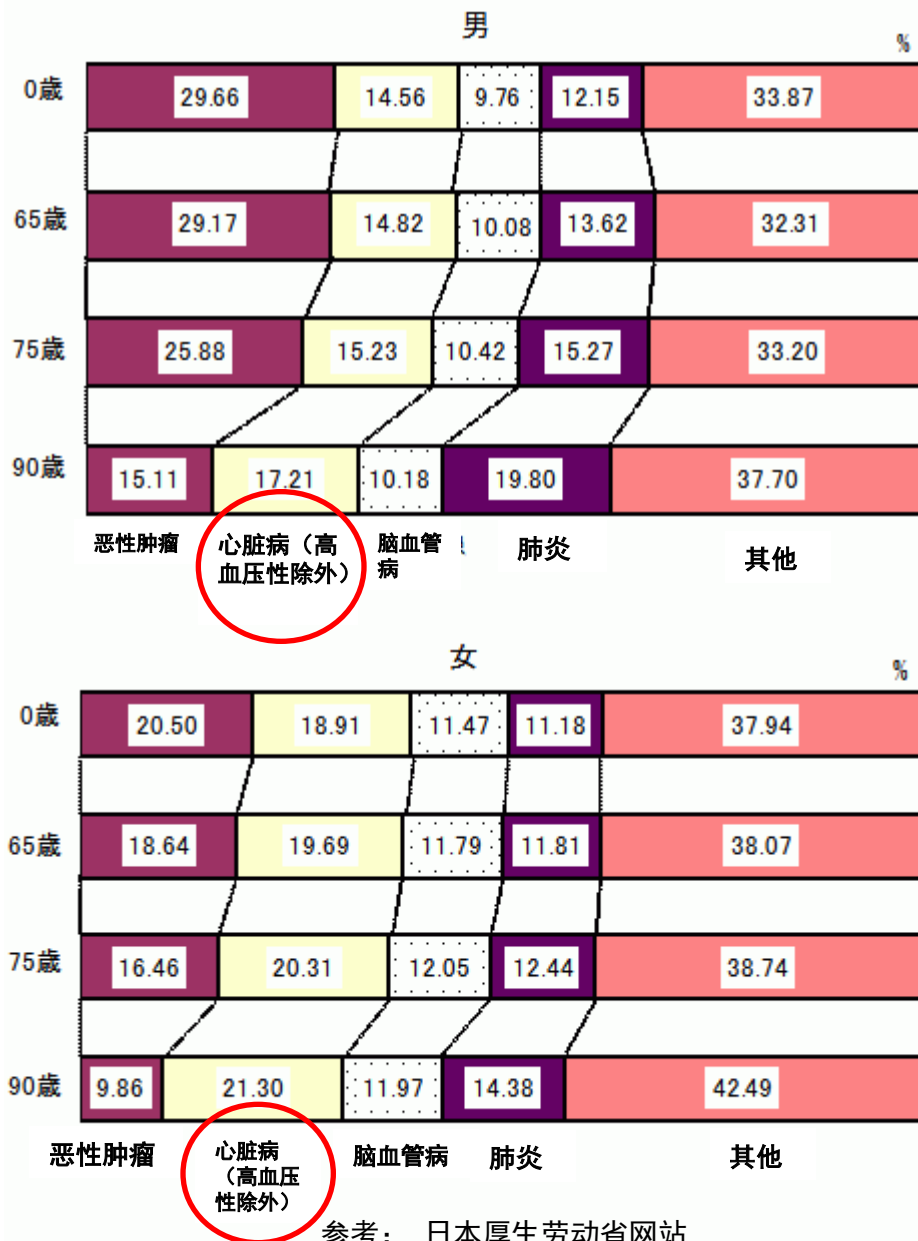 男
%
0歳 29.66 14.56 9.76 12.15 33.87
65歳 29.17 14.82 10.08 13.62 32.31
75歳 25.88 15.23 10.42 15.27 33.20
90歳 15.11 17.21 10.18 19.80 37.70
恶性肿瘤 心脏病（高 脑血管 肺炎 其他
血压性除外） 病
女
%
0歳 20.50 18.91 11.47 11.18 37.94
65歳 18.64 19.69 11.79 11.81 38.07
75歳 16.46 20.31 12.05 12.44 38.74
90歳 9.86 21.30 11.97 14.38 42.49
恶性肿瘤 心脏病 脑血管病 肺炎 其他
（高血压
性除外）
参考： 日本厚生劳动省网站